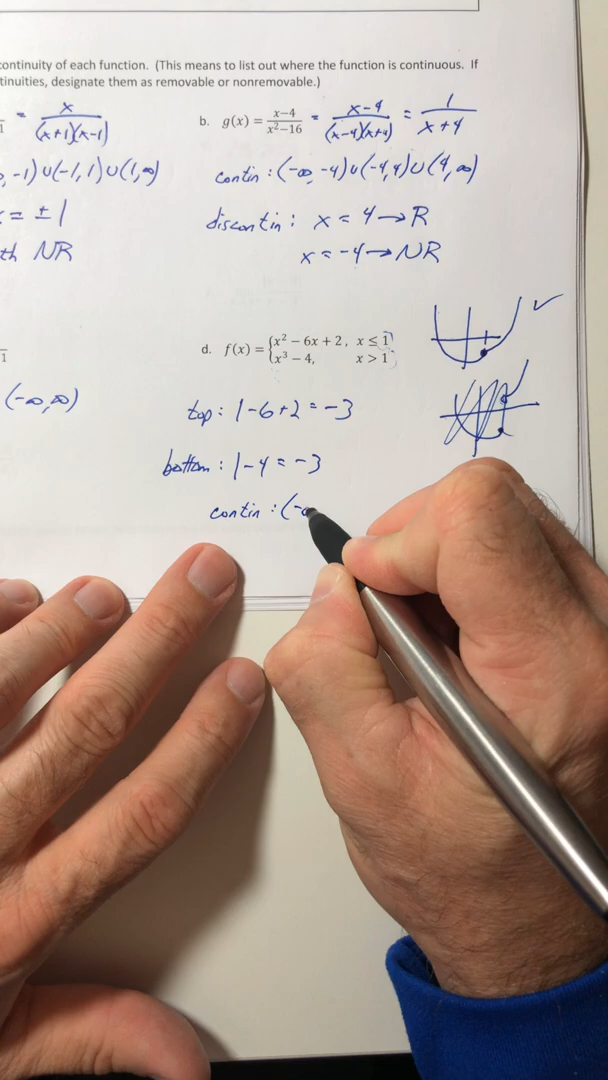 continuity of each function. (This means to list out where the function is continuous. If
tinuities, designate them as removable or nonremovable.)
1 = x/((x+1)(x-1))
, -1)∪(-1, 1)∪(1, ∞)
= ±1
th NR
b. g(x) = (x-4)/(x²-16) = (x-4)/((x-4)(x+4)) = 1/(x+4)
contin : (-∞, -4)∪(-4, 4)∪(4, ∞)
discontin : x = 4 → R
x = -4 → NR
1
(-∞, ∞)
d. f(x) = { x² - 6x + 2, x ≤ 1
x³ - 4, x > 1
top : 1-6+2 = -3
bottom : 1-4 = -3
contin : (-∞